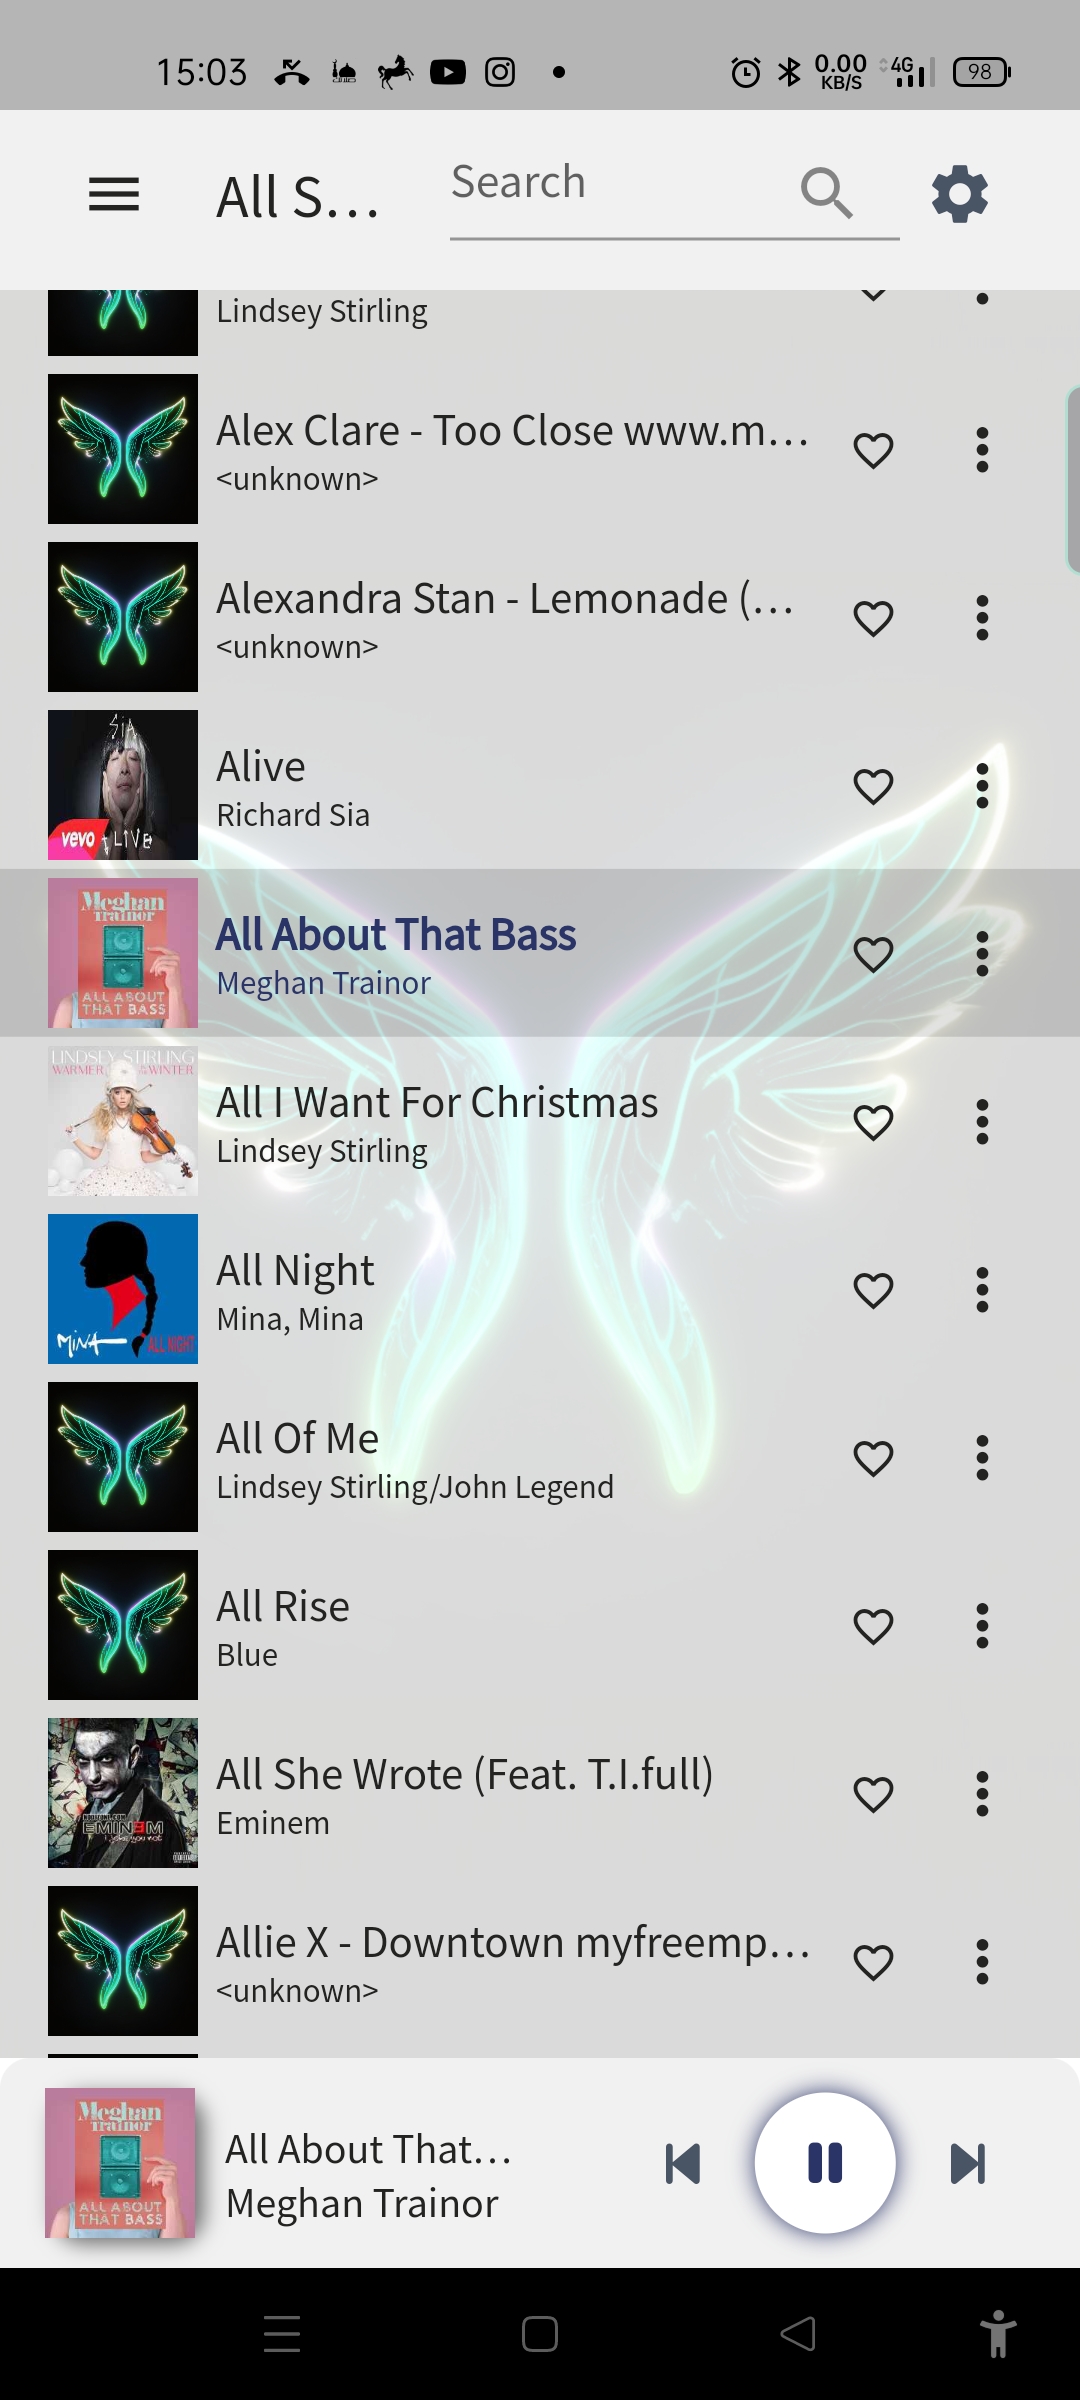 15:03
0.00
KB/S
4G
98
All S...
Search
Lindsey Stirling
Alex Clare - Too Close www.m...
<unknown>
Alexandra Stan - Lemonade (...
<unknown>
SiA
vevo
ALIVE
Alive
Richard Sia
Meghan
Trainor
ALL ABOUT
THAT BASS
All About That Bass
Meghan Trainor
LINDSEY STIRLING
WARMER IN THE WINTER
All I Want For Christmas
Lindsey Stirling
MiNA
ALL NIGHT
All Night
Mina, Mina
All Of Me
Lindsey Stirling/John Legend
All Rise
Blue
EMINEM
All She Wrote (Feat. T.I.full)
Eminem
Allie X - Downtown myfreemp...
<unknown>
Meghan
Trainor
ALL ABOUT
THAT BASS
All About That...
Meghan Trainor